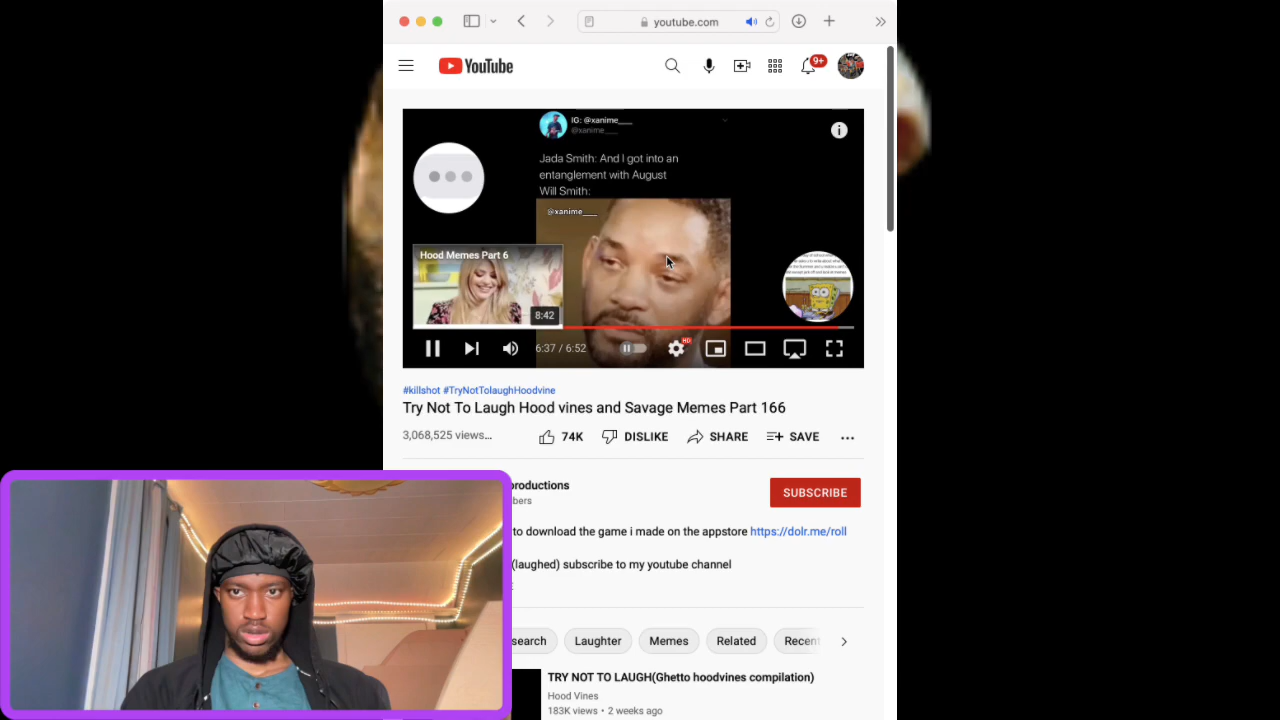 youtube.com
YouTube
9+
IG: @xanime___
@xanime___
Jada Smith: And I got into an
entanglement with August
Will Smith:
@xanime___
Hood Memes Part 6
8:42
6:37 / 6:52
HD
#killshot #TryNotTolaughHoodvine
Try Not To Laugh Hood vines and Savage Memes Part 166
3,068,525 views...
74K
DISLIKE
SHARE
SAVE
productions
SUBSCRIBE
bers
to download the game i made on the appstore https://dolr.me/roll
(laughed) subscribe to my youtube channel
search
Laughter
Memes
Related
Recent
TRY NOT TO LAUGH(Ghetto hoodvines compilation)
Hood Vines
183K views • 2 weeks ago